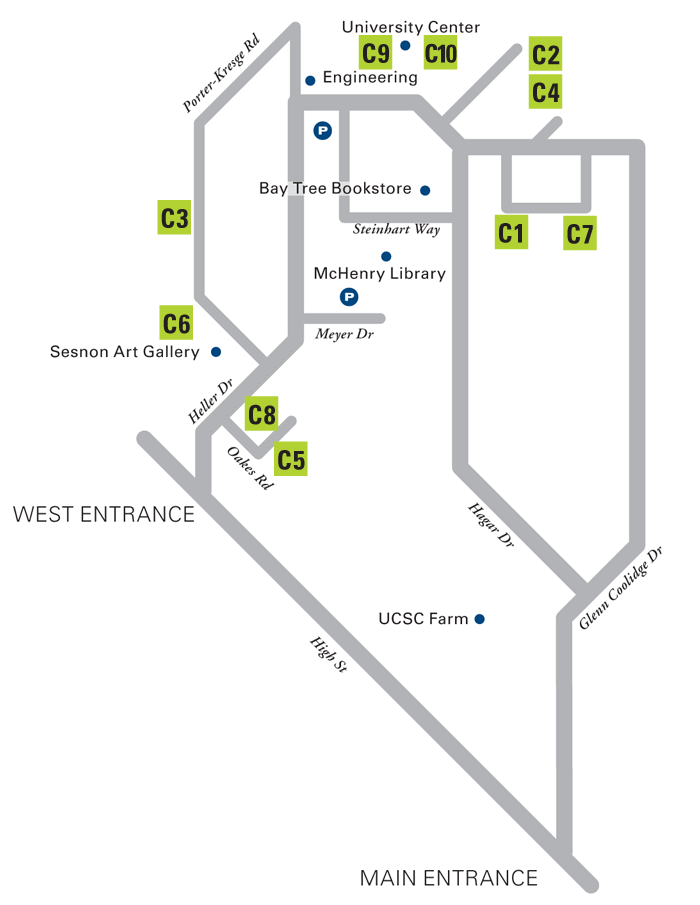 University Center
C9
C10
C2
Porter-Kresge Rd
Engineering
C4
P
Bay Tree Bookstore
C3
Steinhart Way
C1
C7
McHenry Library
P
C6
Meyer Dr
Sesnon Art Gallery
Heller Dr
C8
Oakes Rd
C5
WEST ENTRANCE
Hagar Dr
Glenn Coolidge Dr
UCSC Farm
High St
MAIN ENTRANCE